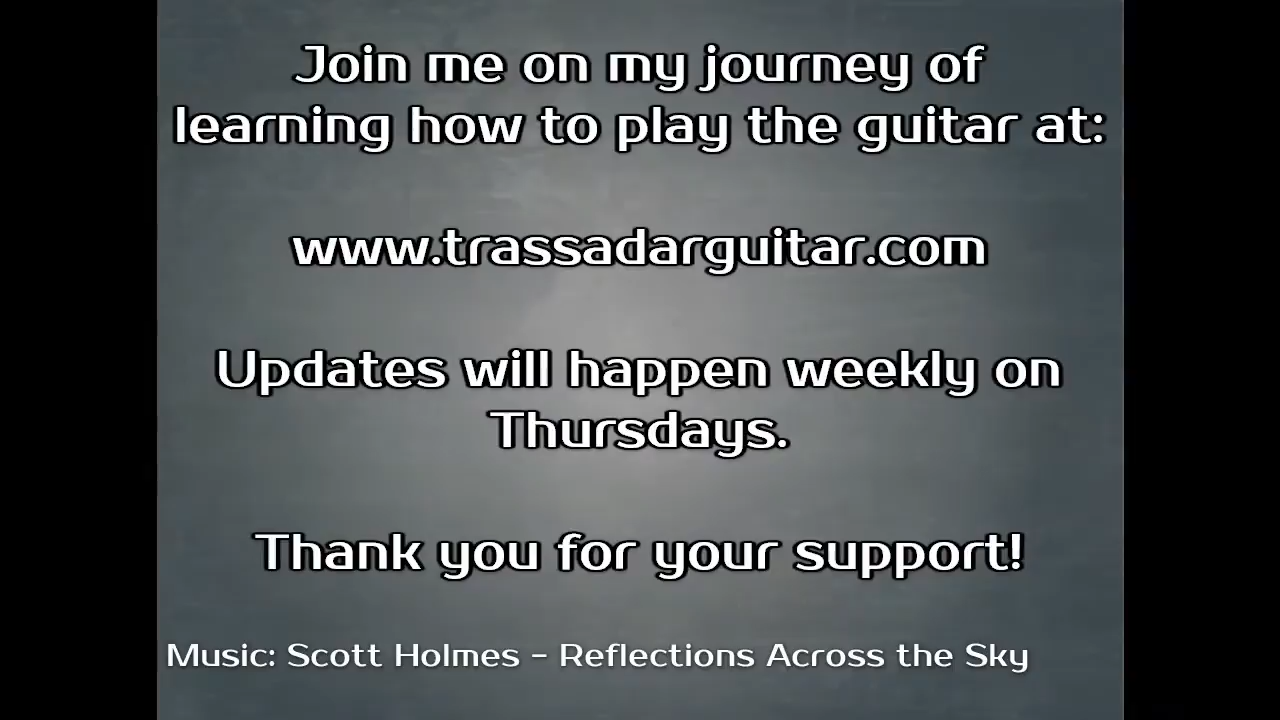 Join me on my journey of
learning how to play the guitar at:
www.trassadarguitar.com
Updates will happen weekly on
Thursdays.
Thank you for your support!
Music: Scott Holmes - Reflections Across the Sky